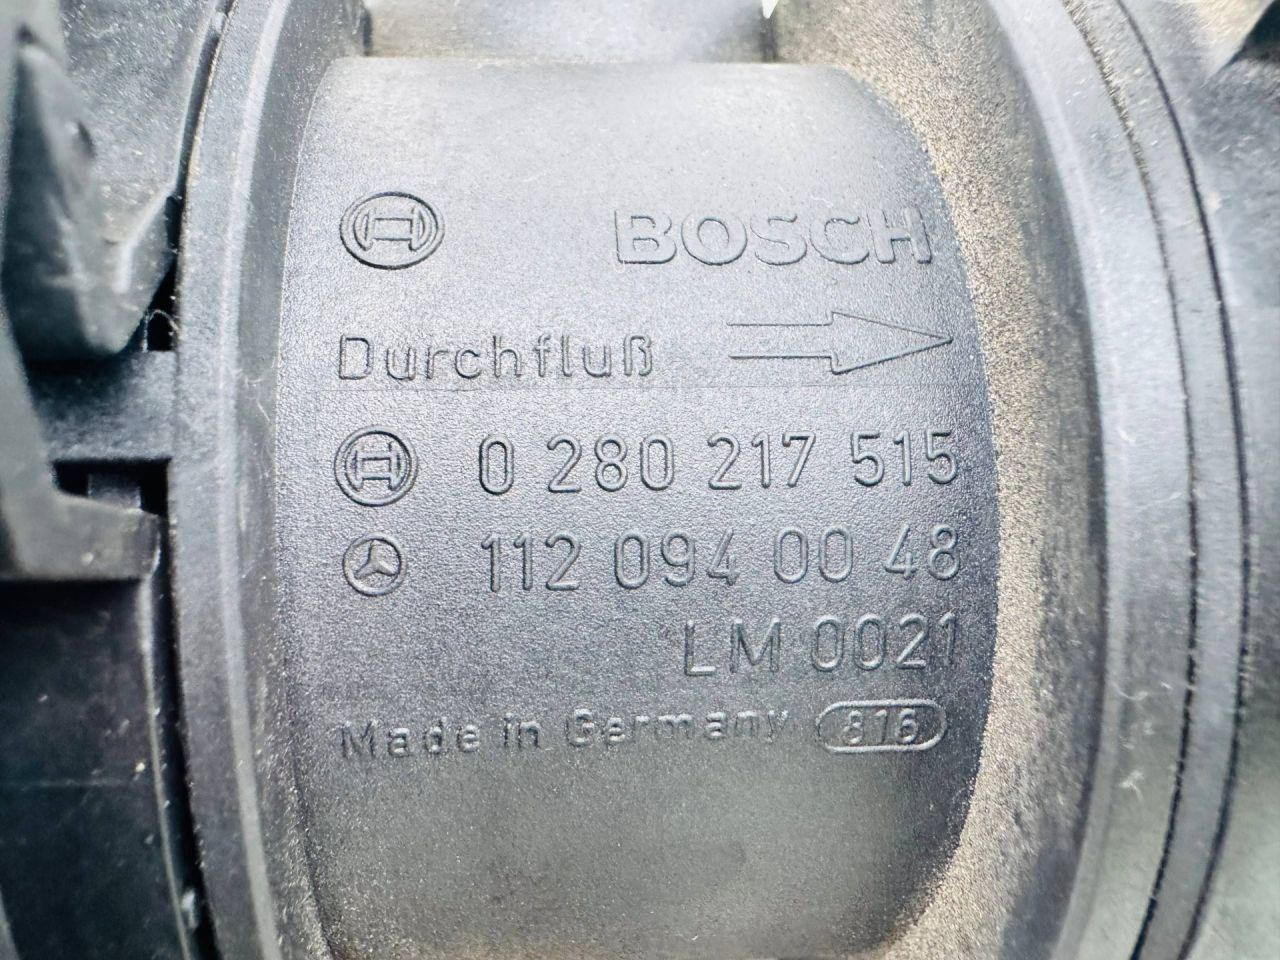 BOSCH
Durchfluß
0 280 217 515
112 094 00 48
LM 0021
Made in Germany 816